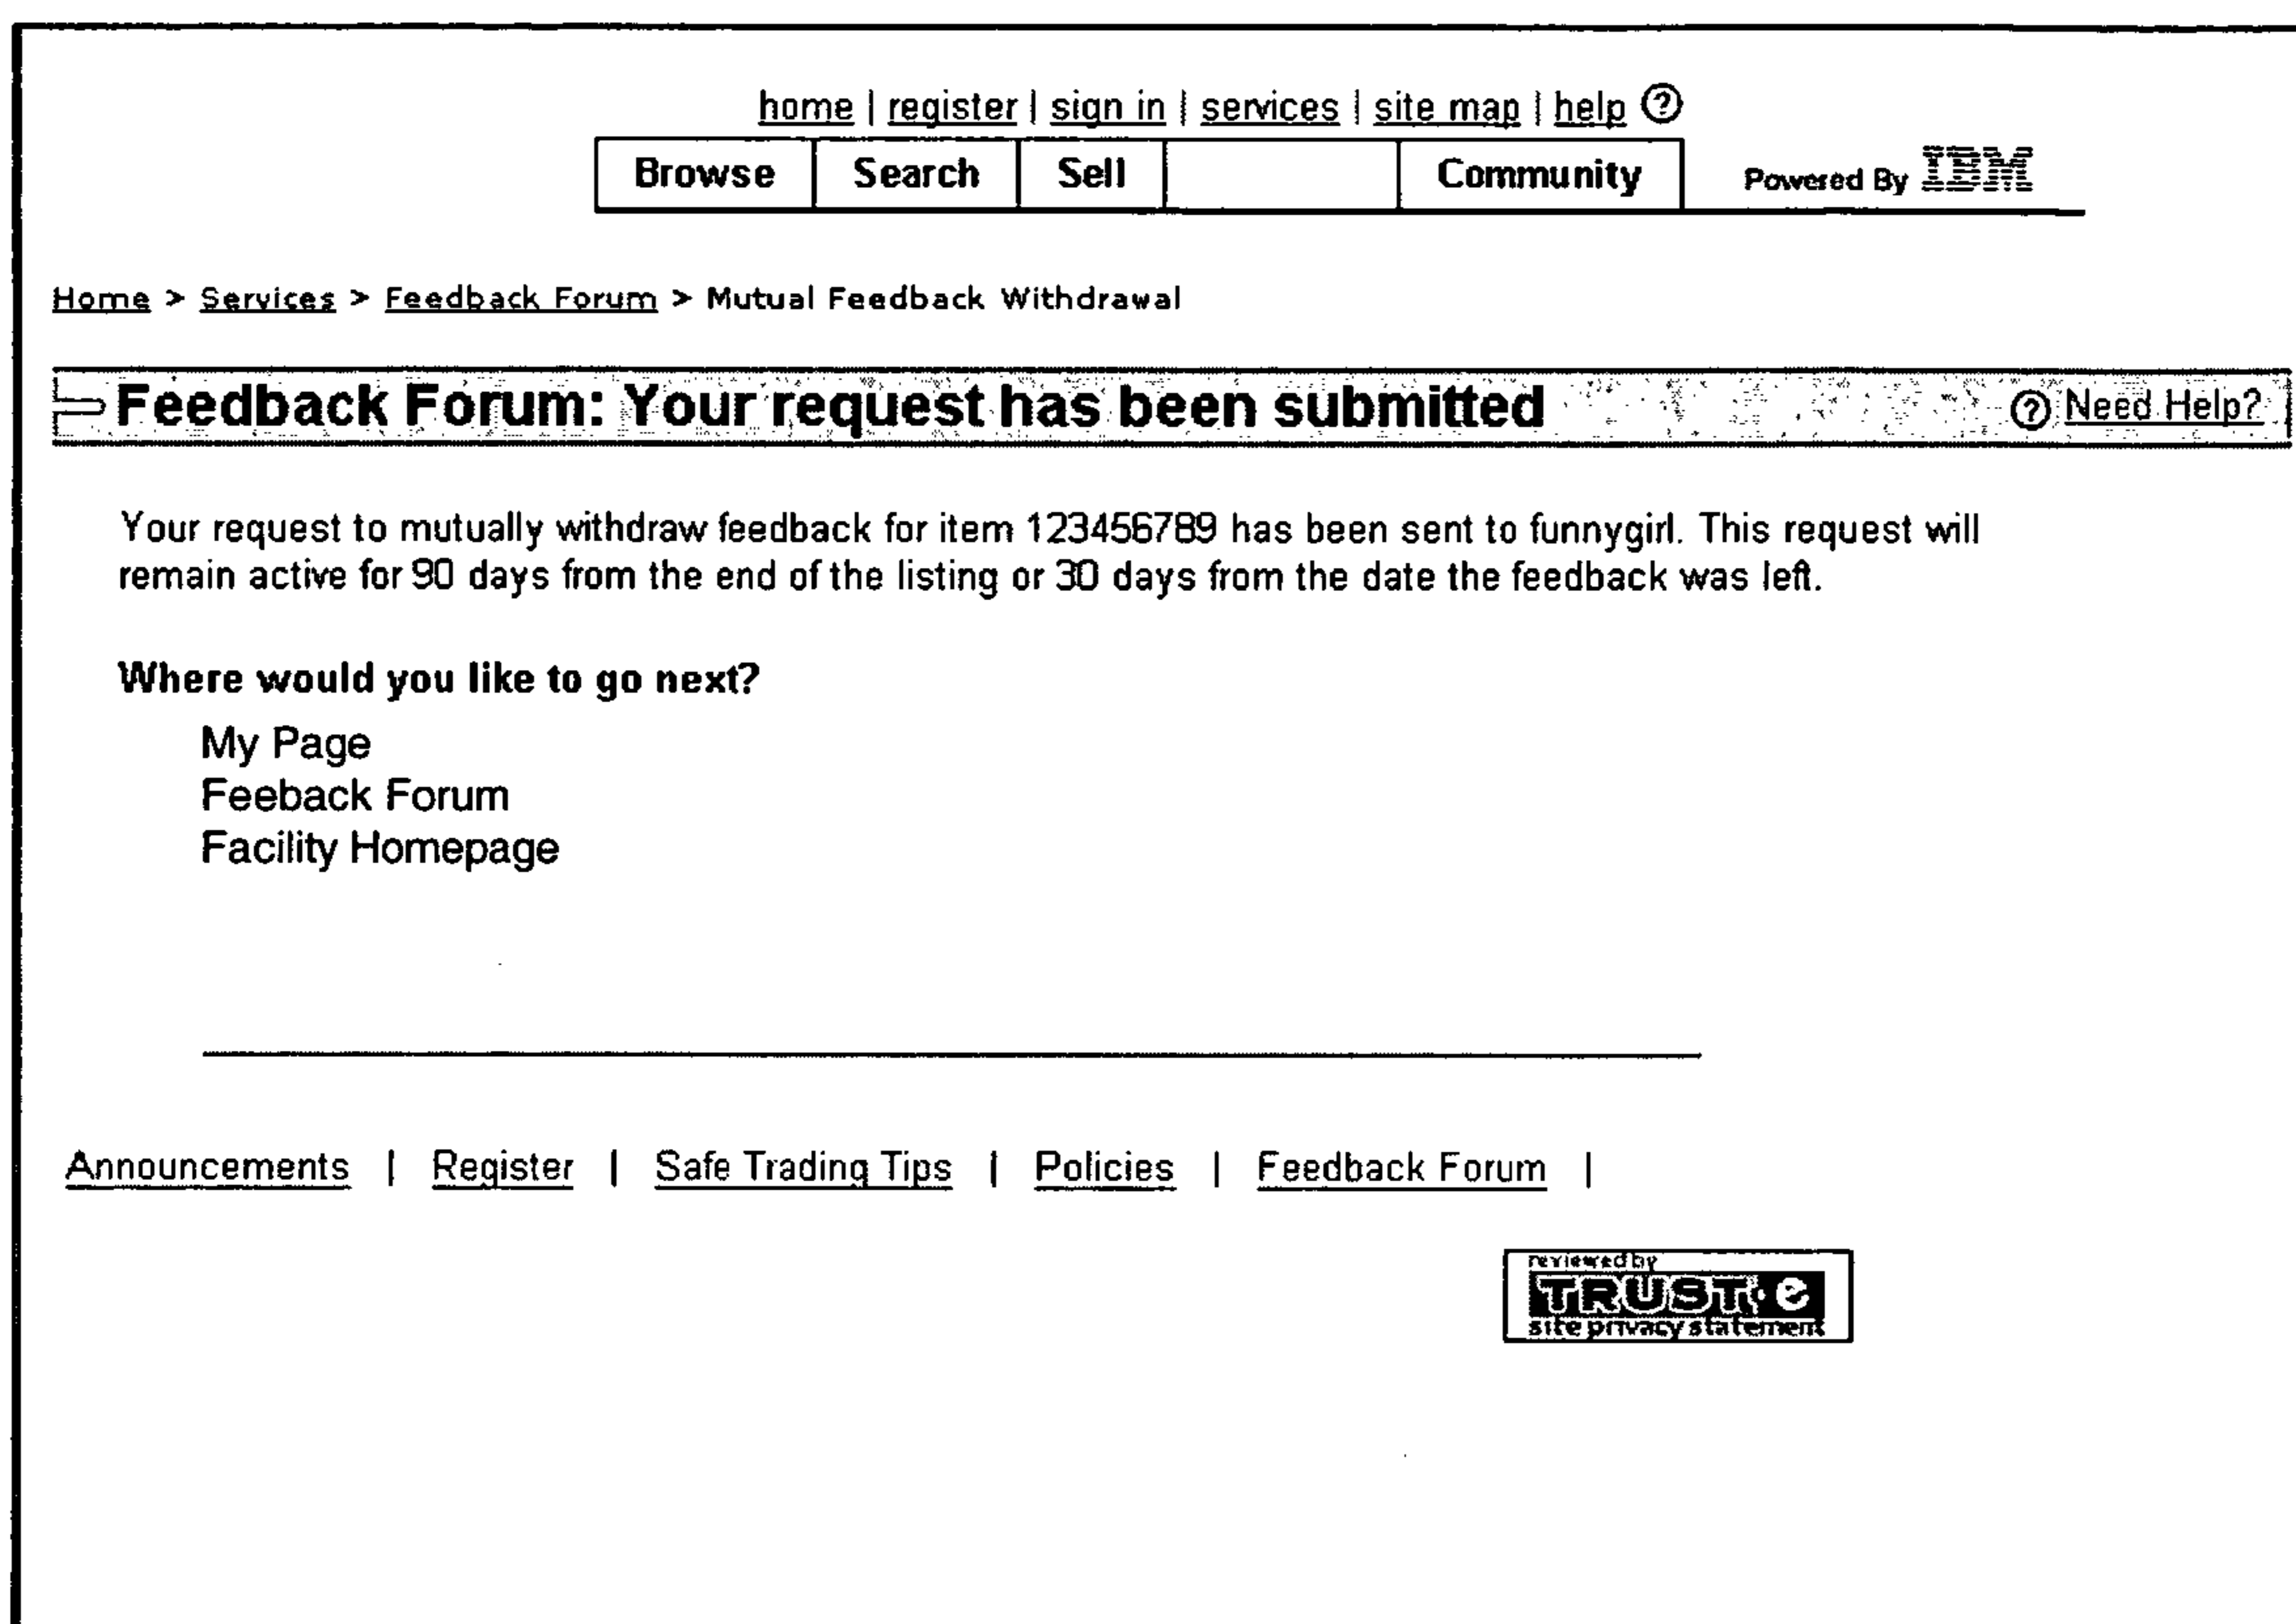 home | register | sign in | services | site map | help ?
Browse Search Sell Community Powered By IBM
Home > Services > Feedback Forum > Mutual Feedback Withdrawal
Feedback Forum: Your request has been submitted ? Need Help?
Your request to mutually withdraw feedback for item 123456789 has been sent to funnygirl. This request will
remain active for 90 days from the end of the listing or 30 days from the date the feedback was left.
Where would you like to go next?
My Page
Feeback Forum
Facility Homepage
Announcements | Register | Safe Trading Tips | Policies | Feedback Forum |
reviewed by
TRUSTe
site privacy statement